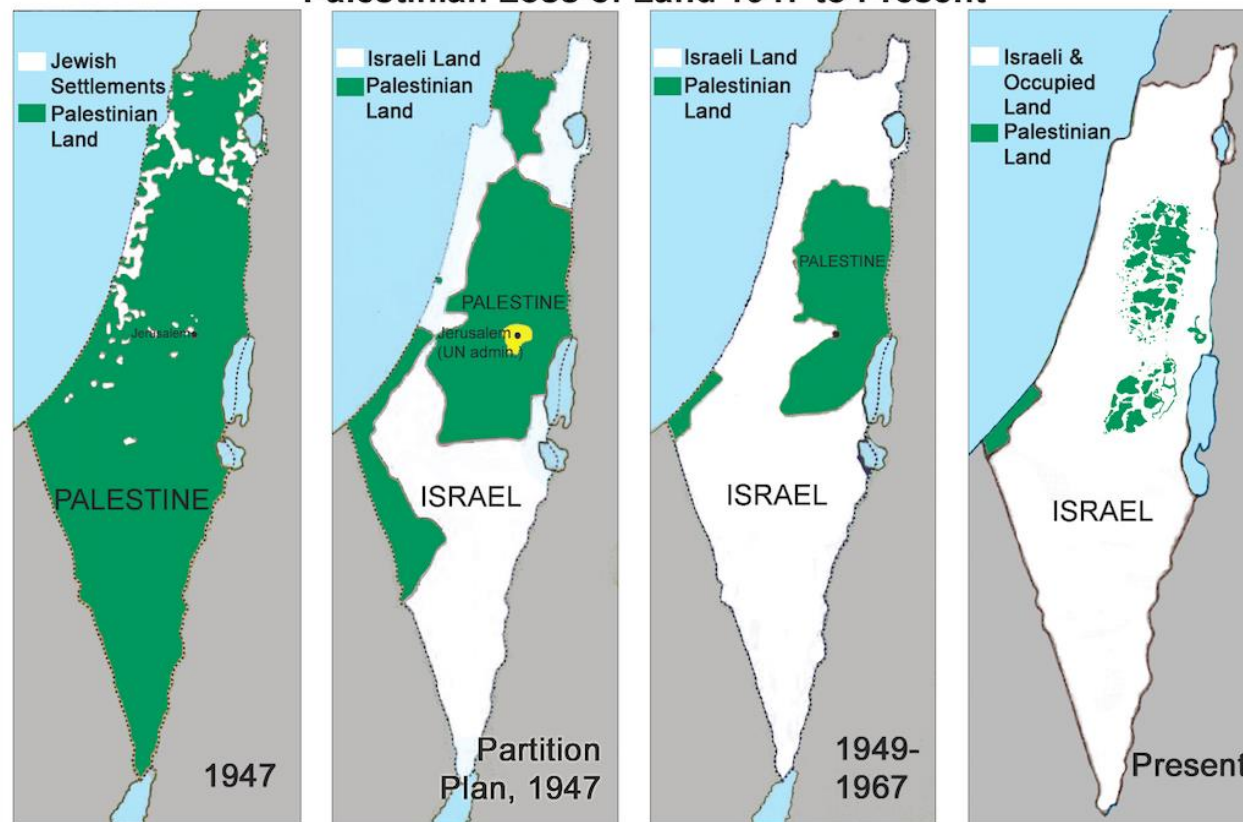 Palestinian Loss of Land 1947 to Present
Jewish
Settlements
Palestinian
Land
Jerusalem
PALESTINE
1947
Israeli Land
Palestinian
Land
PALESTINE
Jerusalem
(UN admin.)
ISRAEL
Partition
Plan, 1947
Israeli Land
Palestinian
Land
PALESTINE
ISRAEL
1949-
1967
Israeli &
Occupied
Land
Palestinian
Land
ISRAEL
Present